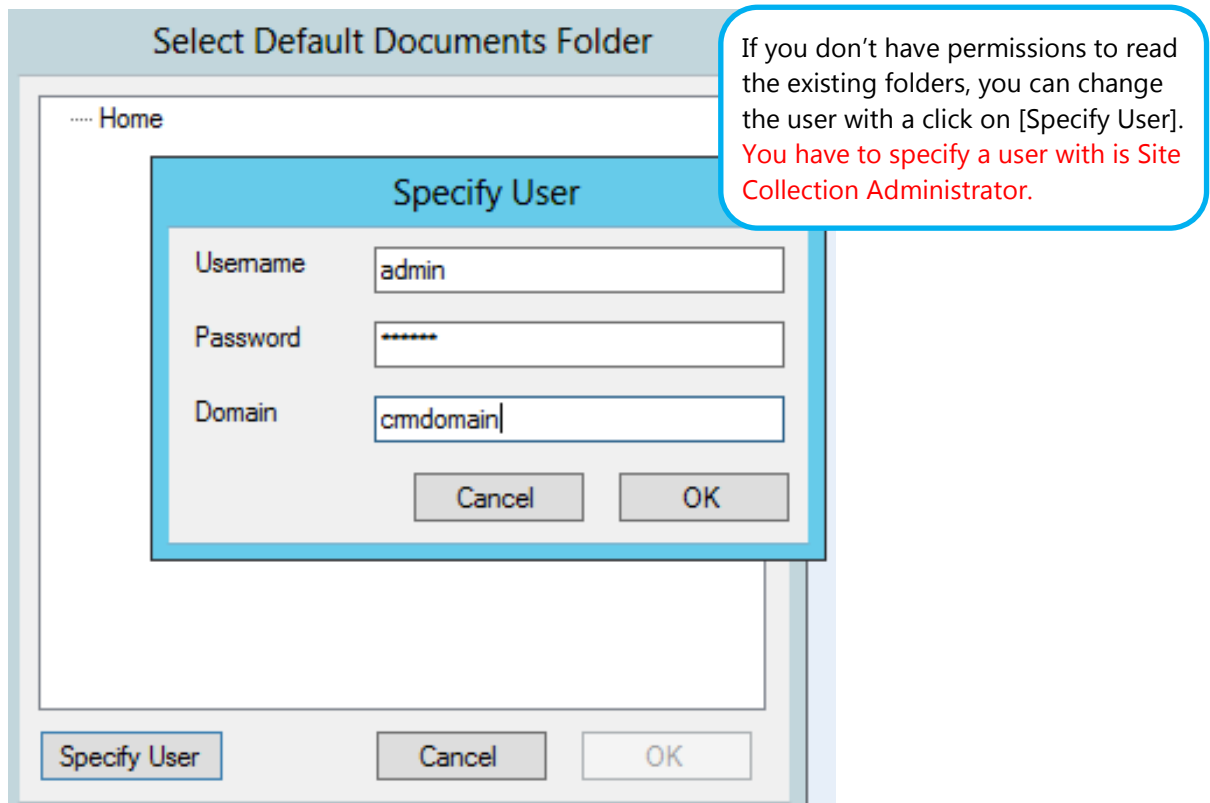 Select Default Documents Folder
If you don’t have permissions to read
the existing folders, you can change
the user with a click on [Specify User].
You have to specify a user with is Site
Collection Administrator.
Home
Specify User
Username
admin
Password
******
Domain
crmdomain
Cancel
OK
Specify User
Cancel
OK